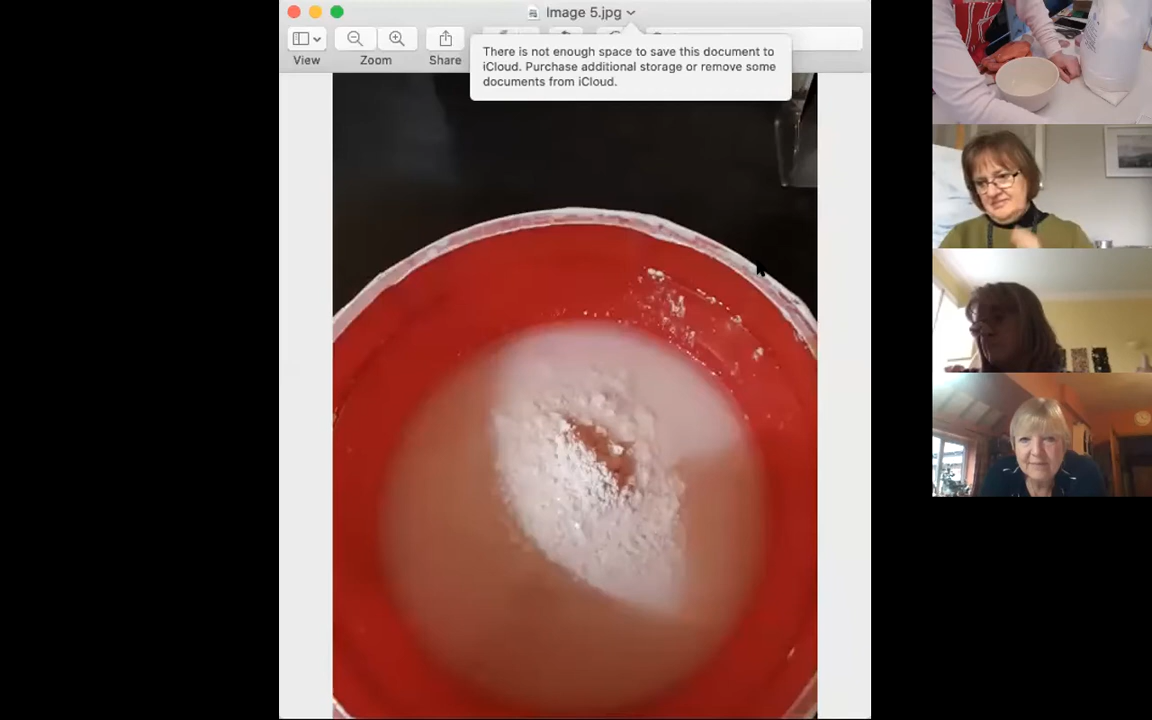 Image 5.jpg
There is not enough space to save this document to
iCloud. Purchase additional storage or remove some
documents from iCloud.
View
Zoom
Share